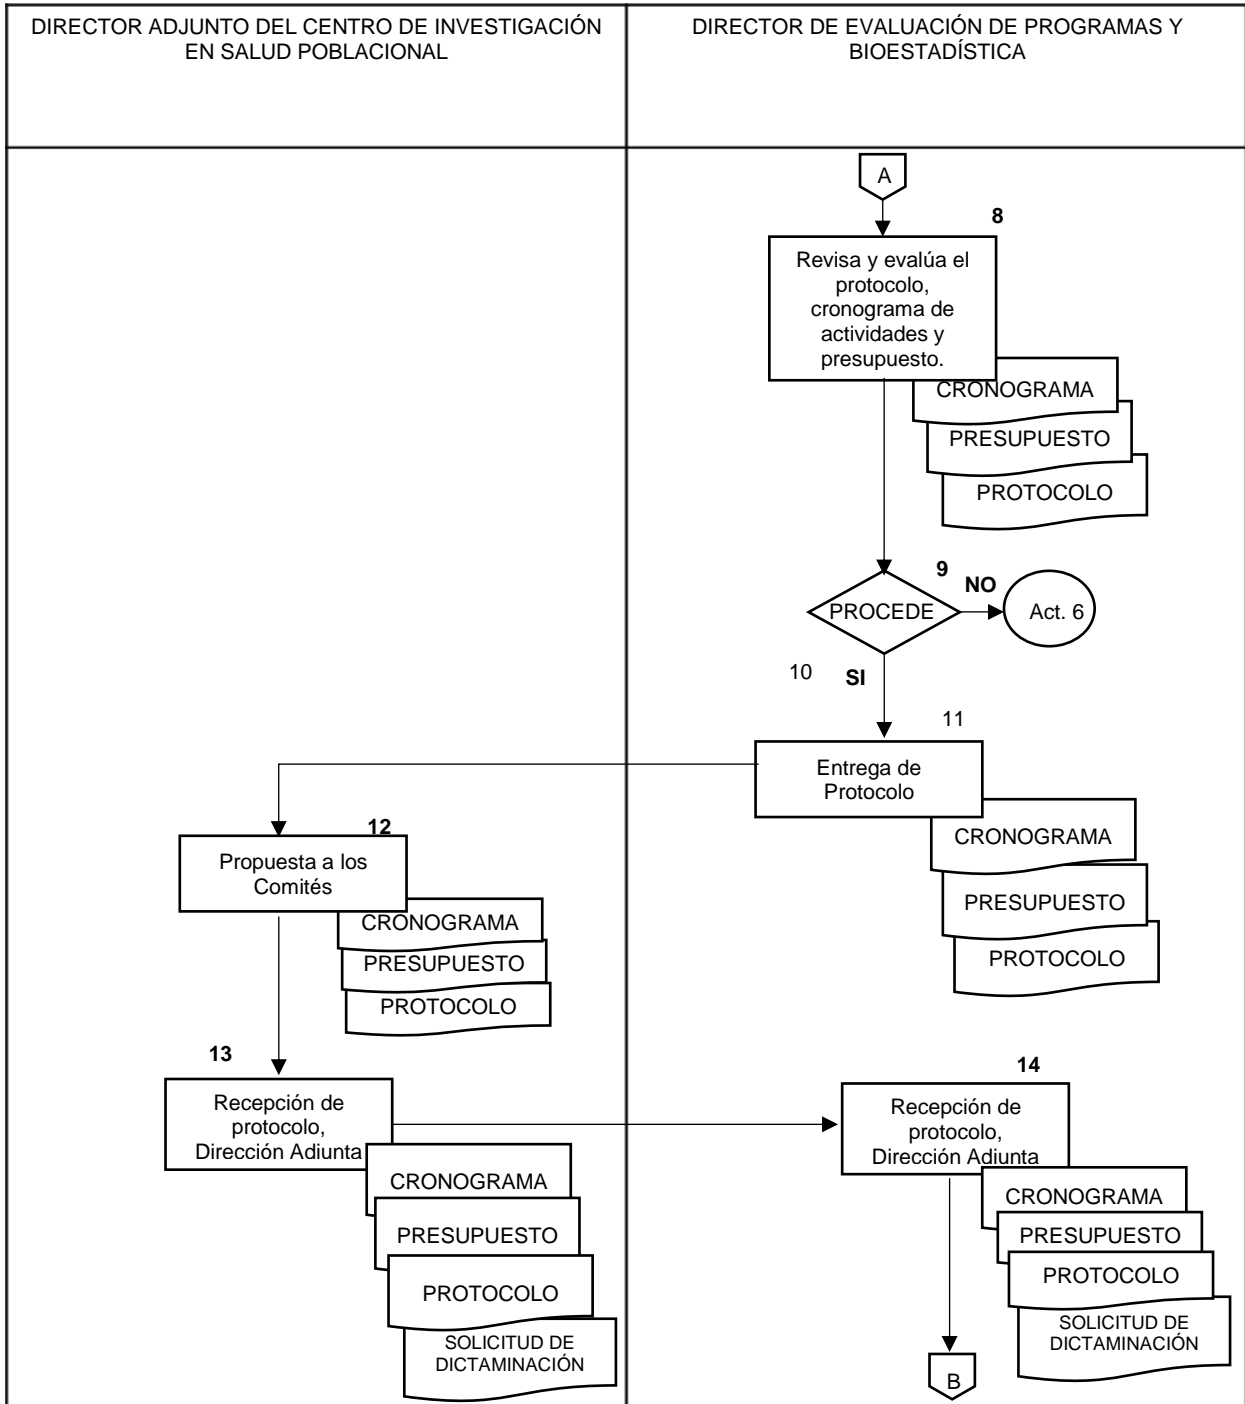 DIRECTOR ADJUNTO DEL CENTRO DE INVESTIGACIÓN
EN SALUD POBLACIONAL
DIRECTOR DE EVALUACIÓN DE PROGRAMAS Y
BIOESTADÍSTICA
A
8
Revisa y evalúa el
protocolo,
cronograma de
actividades y
presupuesto.
CRONOGRAMA
PRESUPUESTO
PROTOCOLO
9
NO
PROCEDE
Act. 6
10
SI
11
Entrega de
Protocolo
CRONOGRAMA
PRESUPUESTO
PROTOCOLO
12
Propuesta a los
Comités
CRONOGRAMA
PRESUPUESTO
PROTOCOLO
13
Recepción de
protocolo,
Dirección Adjunta
CRONOGRAMA
PRESUPUESTO
PROTOCOLO
SOLICITUD DE
DICTAMINACIÓN
14
Recepción de
protocolo,
Dirección Adjunta
CRONOGRAMA
PRESUPUESTO
PROTOCOLO
SOLICITUD DE
DICTAMINACIÓN
B